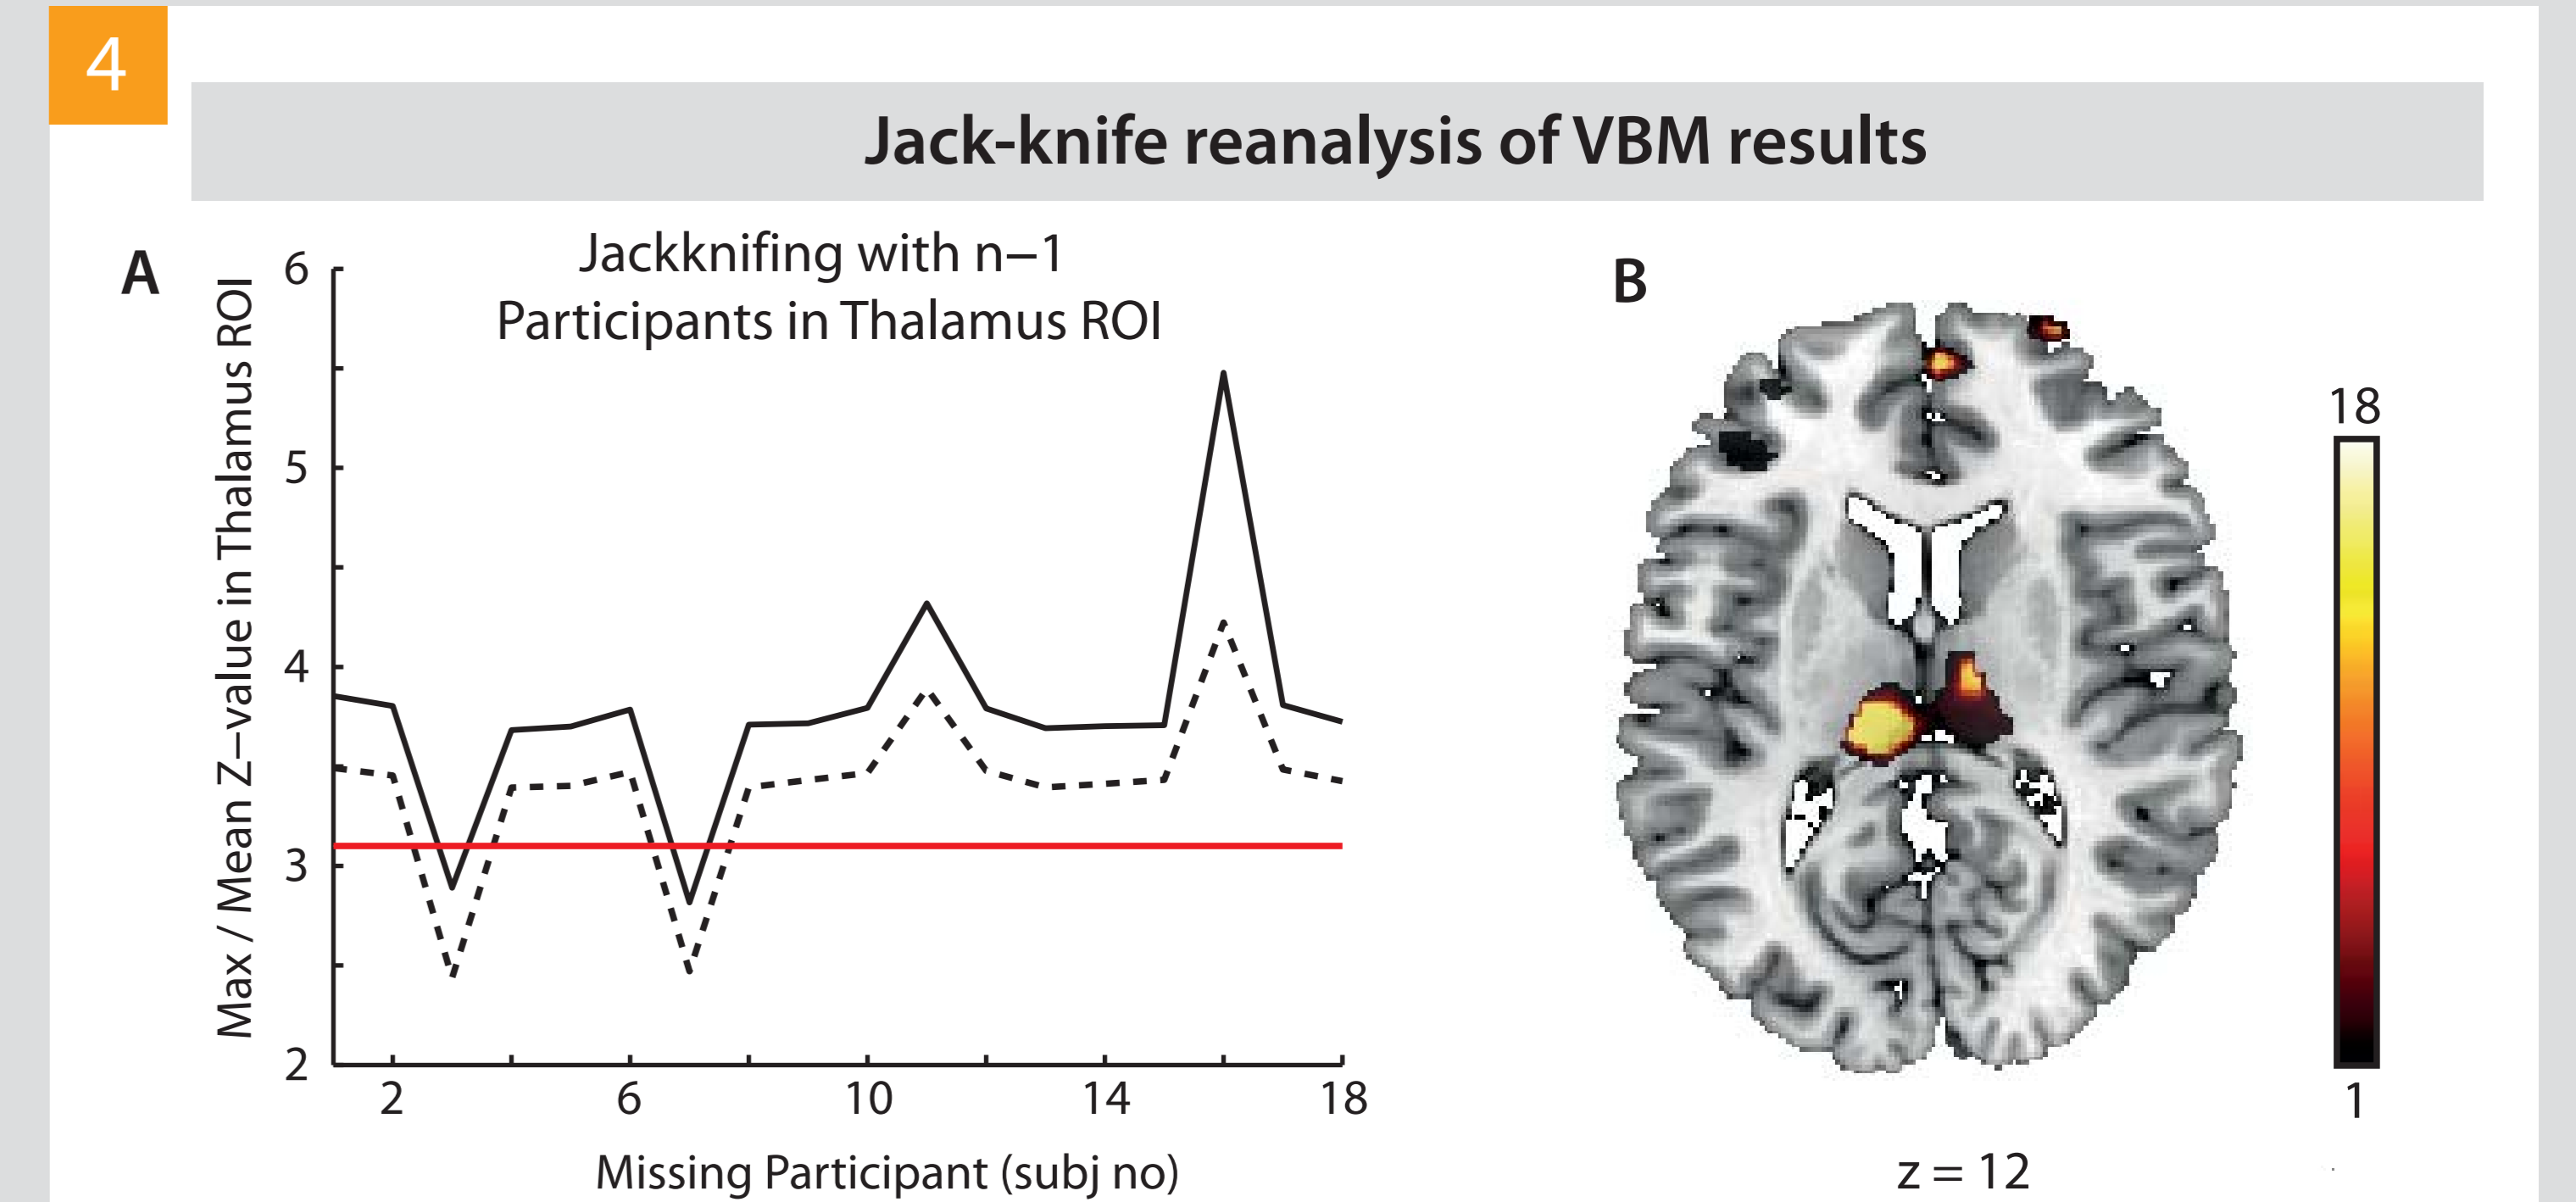 4
Jack-knife reanalysis of VBM results
A
Jackknifing with n−1
Participants in Thalamus ROI
Max / Mean Z−value in Thalamus ROI
6
5
4
3
2
2 6 10 14 18
Missing Participant (subj no)
B
18
1
z = 12